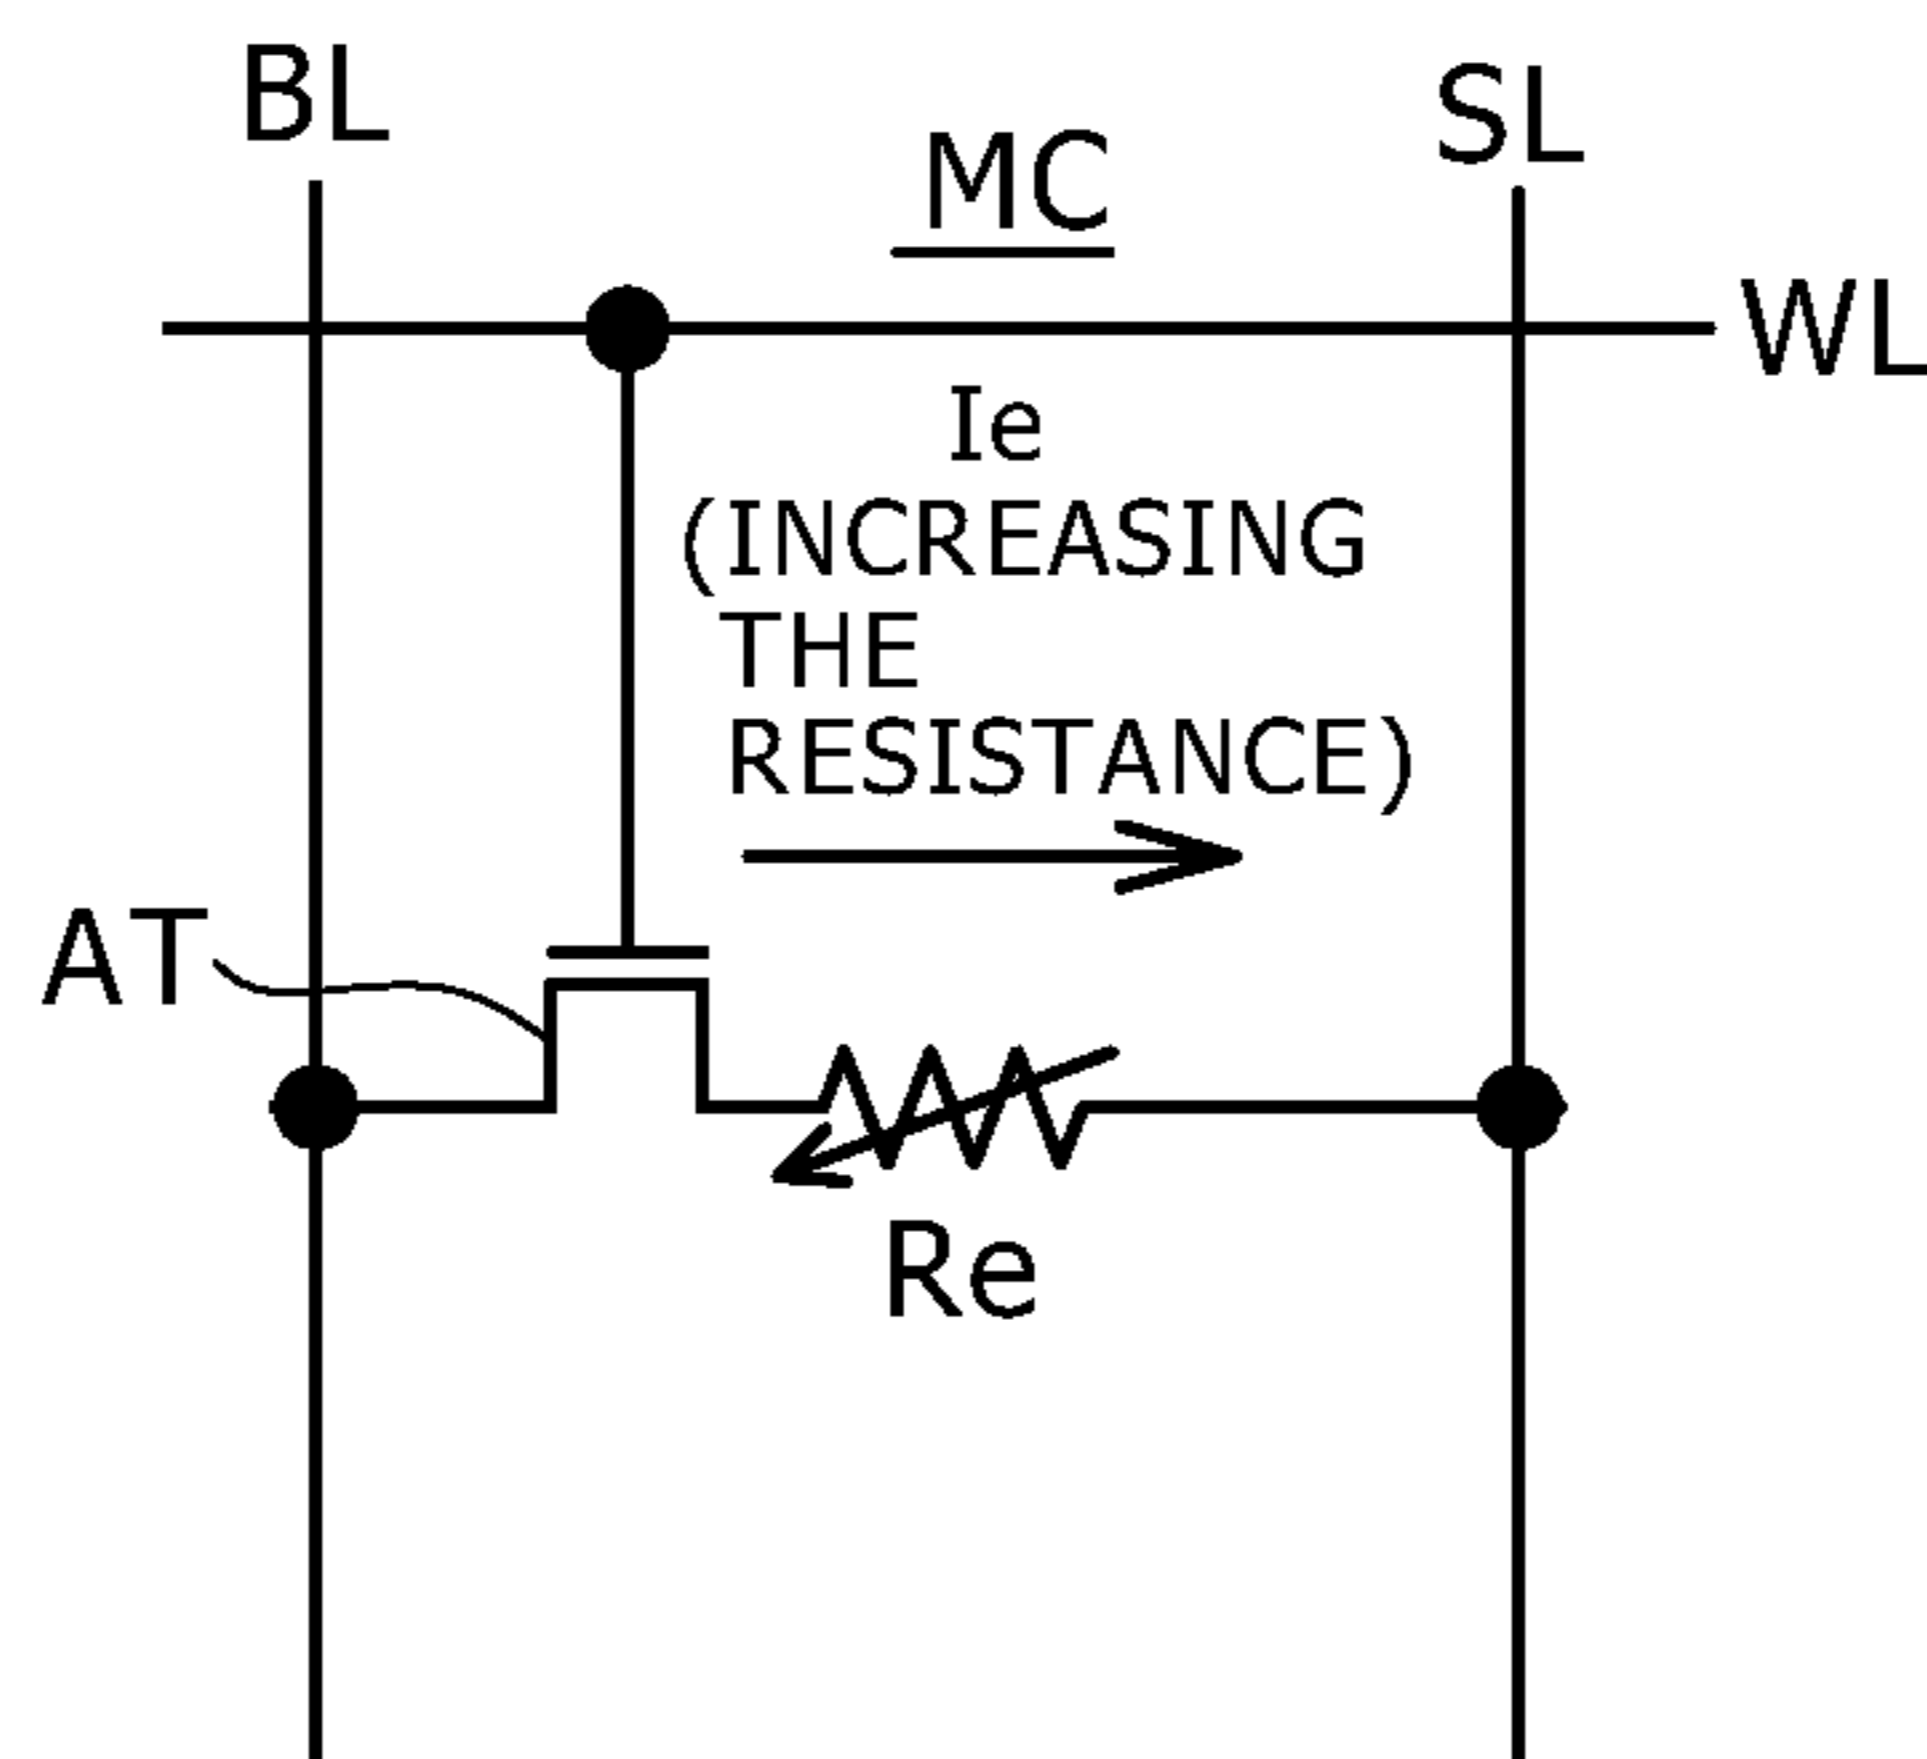 BL
SL
MC
WL
Ie
(INCREASING
THE
RESISTANCE)
AT
Re